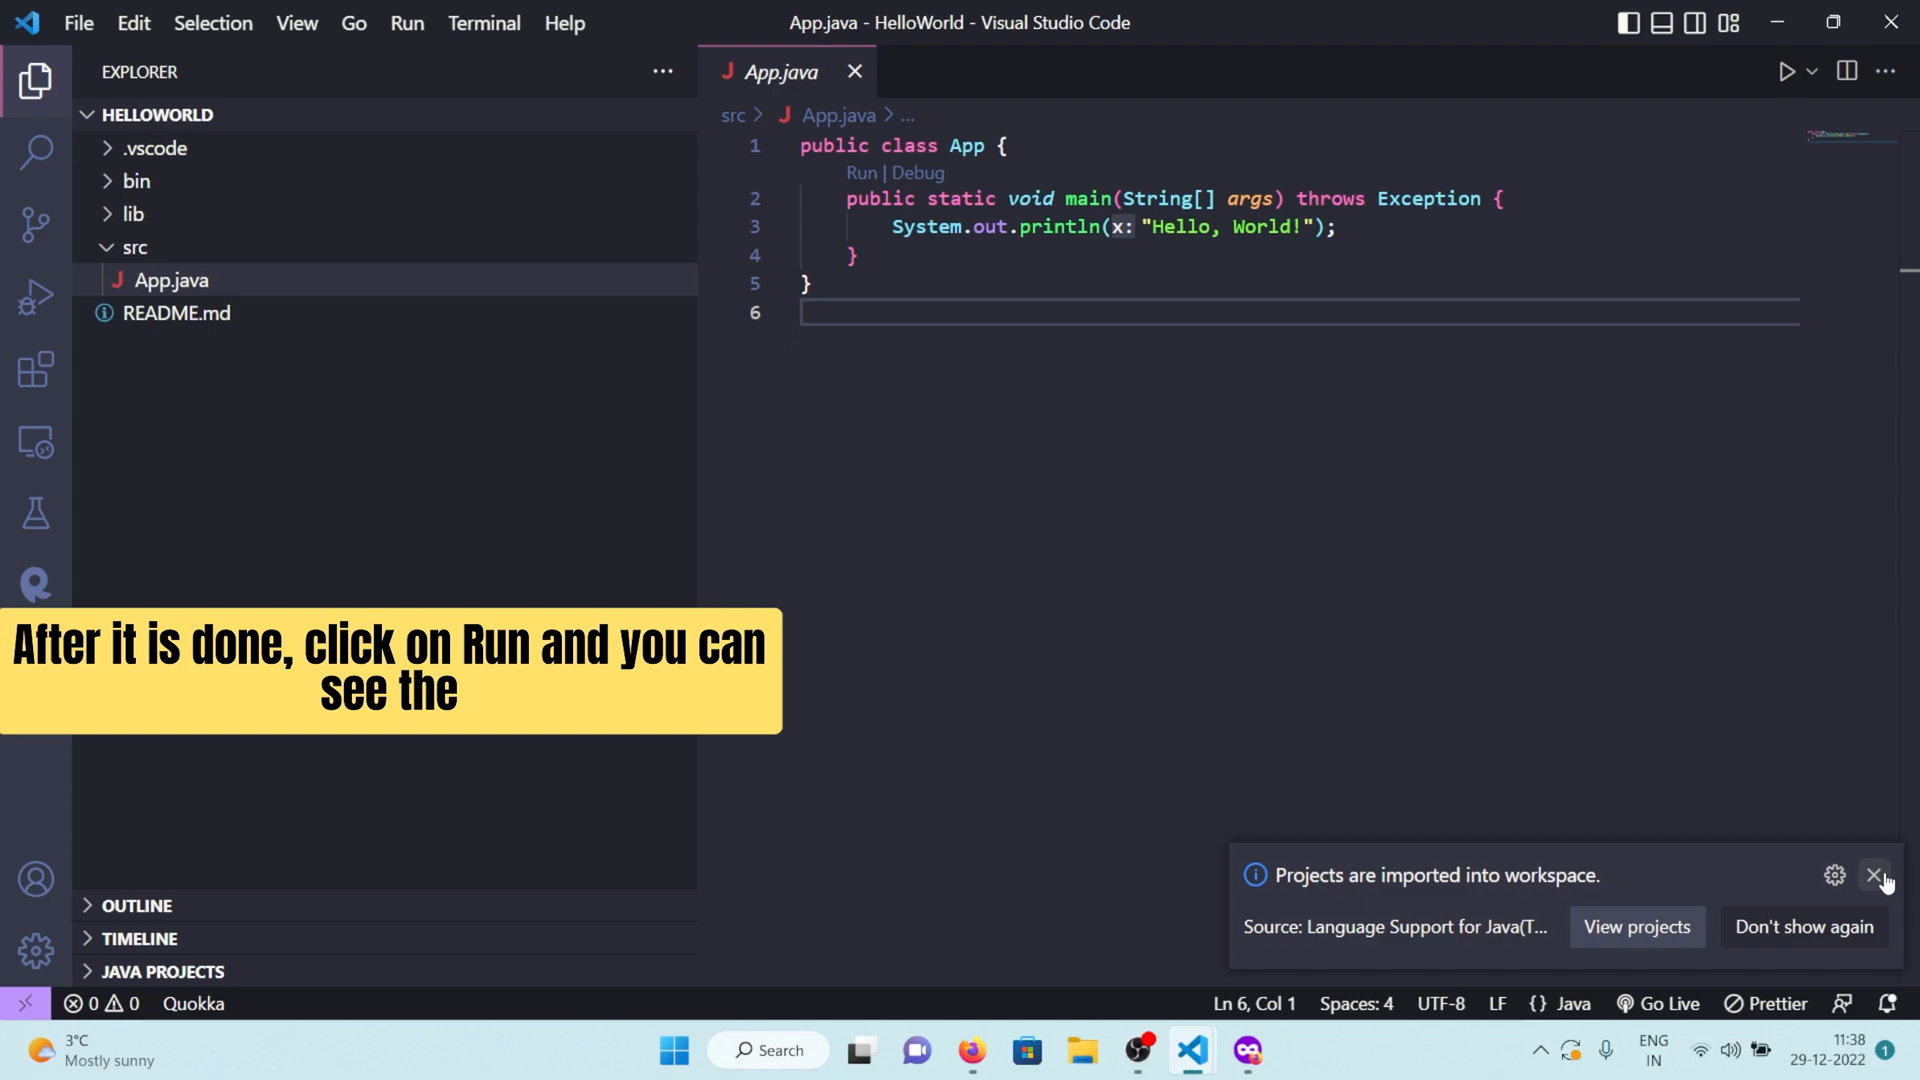 File Edit Selection View Go Run Terminal Help
App.java - HelloWorld - Visual Studio Code
EXPLORER
HELLOWORLD
.vscode
bin
lib
src
J App.java
README.md
J App.java
src > J App.java > ...
1 public class App {
Run | Debug
2 public static void main(String[] args) throws Exception {
3 System.out.println(x: "Hello, World!");
4 }
5 }
6
After it is done, click on Run and you can
see the
OUTLINE
TIMELINE
JAVA PROJECTS
Projects are imported into workspace.
Source: Language Support for Java(T...
View projects
Don't show again
0 0 Quokka
Ln 6, Col 1 Spaces: 4 UTF-8 LF {} Java Go Live Prettier
3°C
Mostly sunny
Search
ENG
IN
11:38
29-12-2022
1